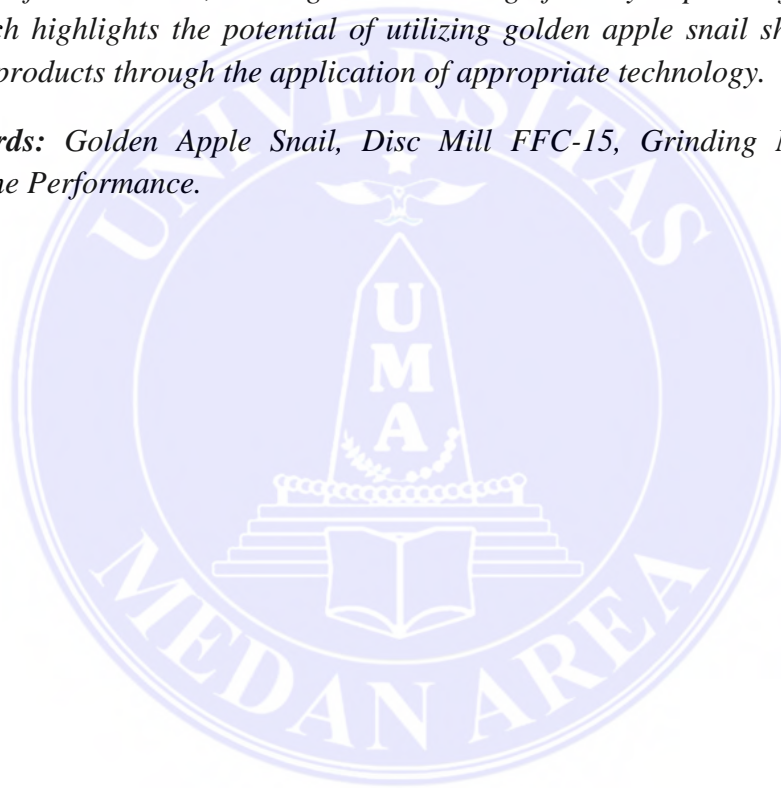 ch highlights the potential of utilizing golden apple snail sh
products through the application of appropriate technology.
rds: Golden Apple Snail, Disc Mill FFC-15, Grinding
ne Performance.
UNIVERSITAS
UMA
MEDAN AREA